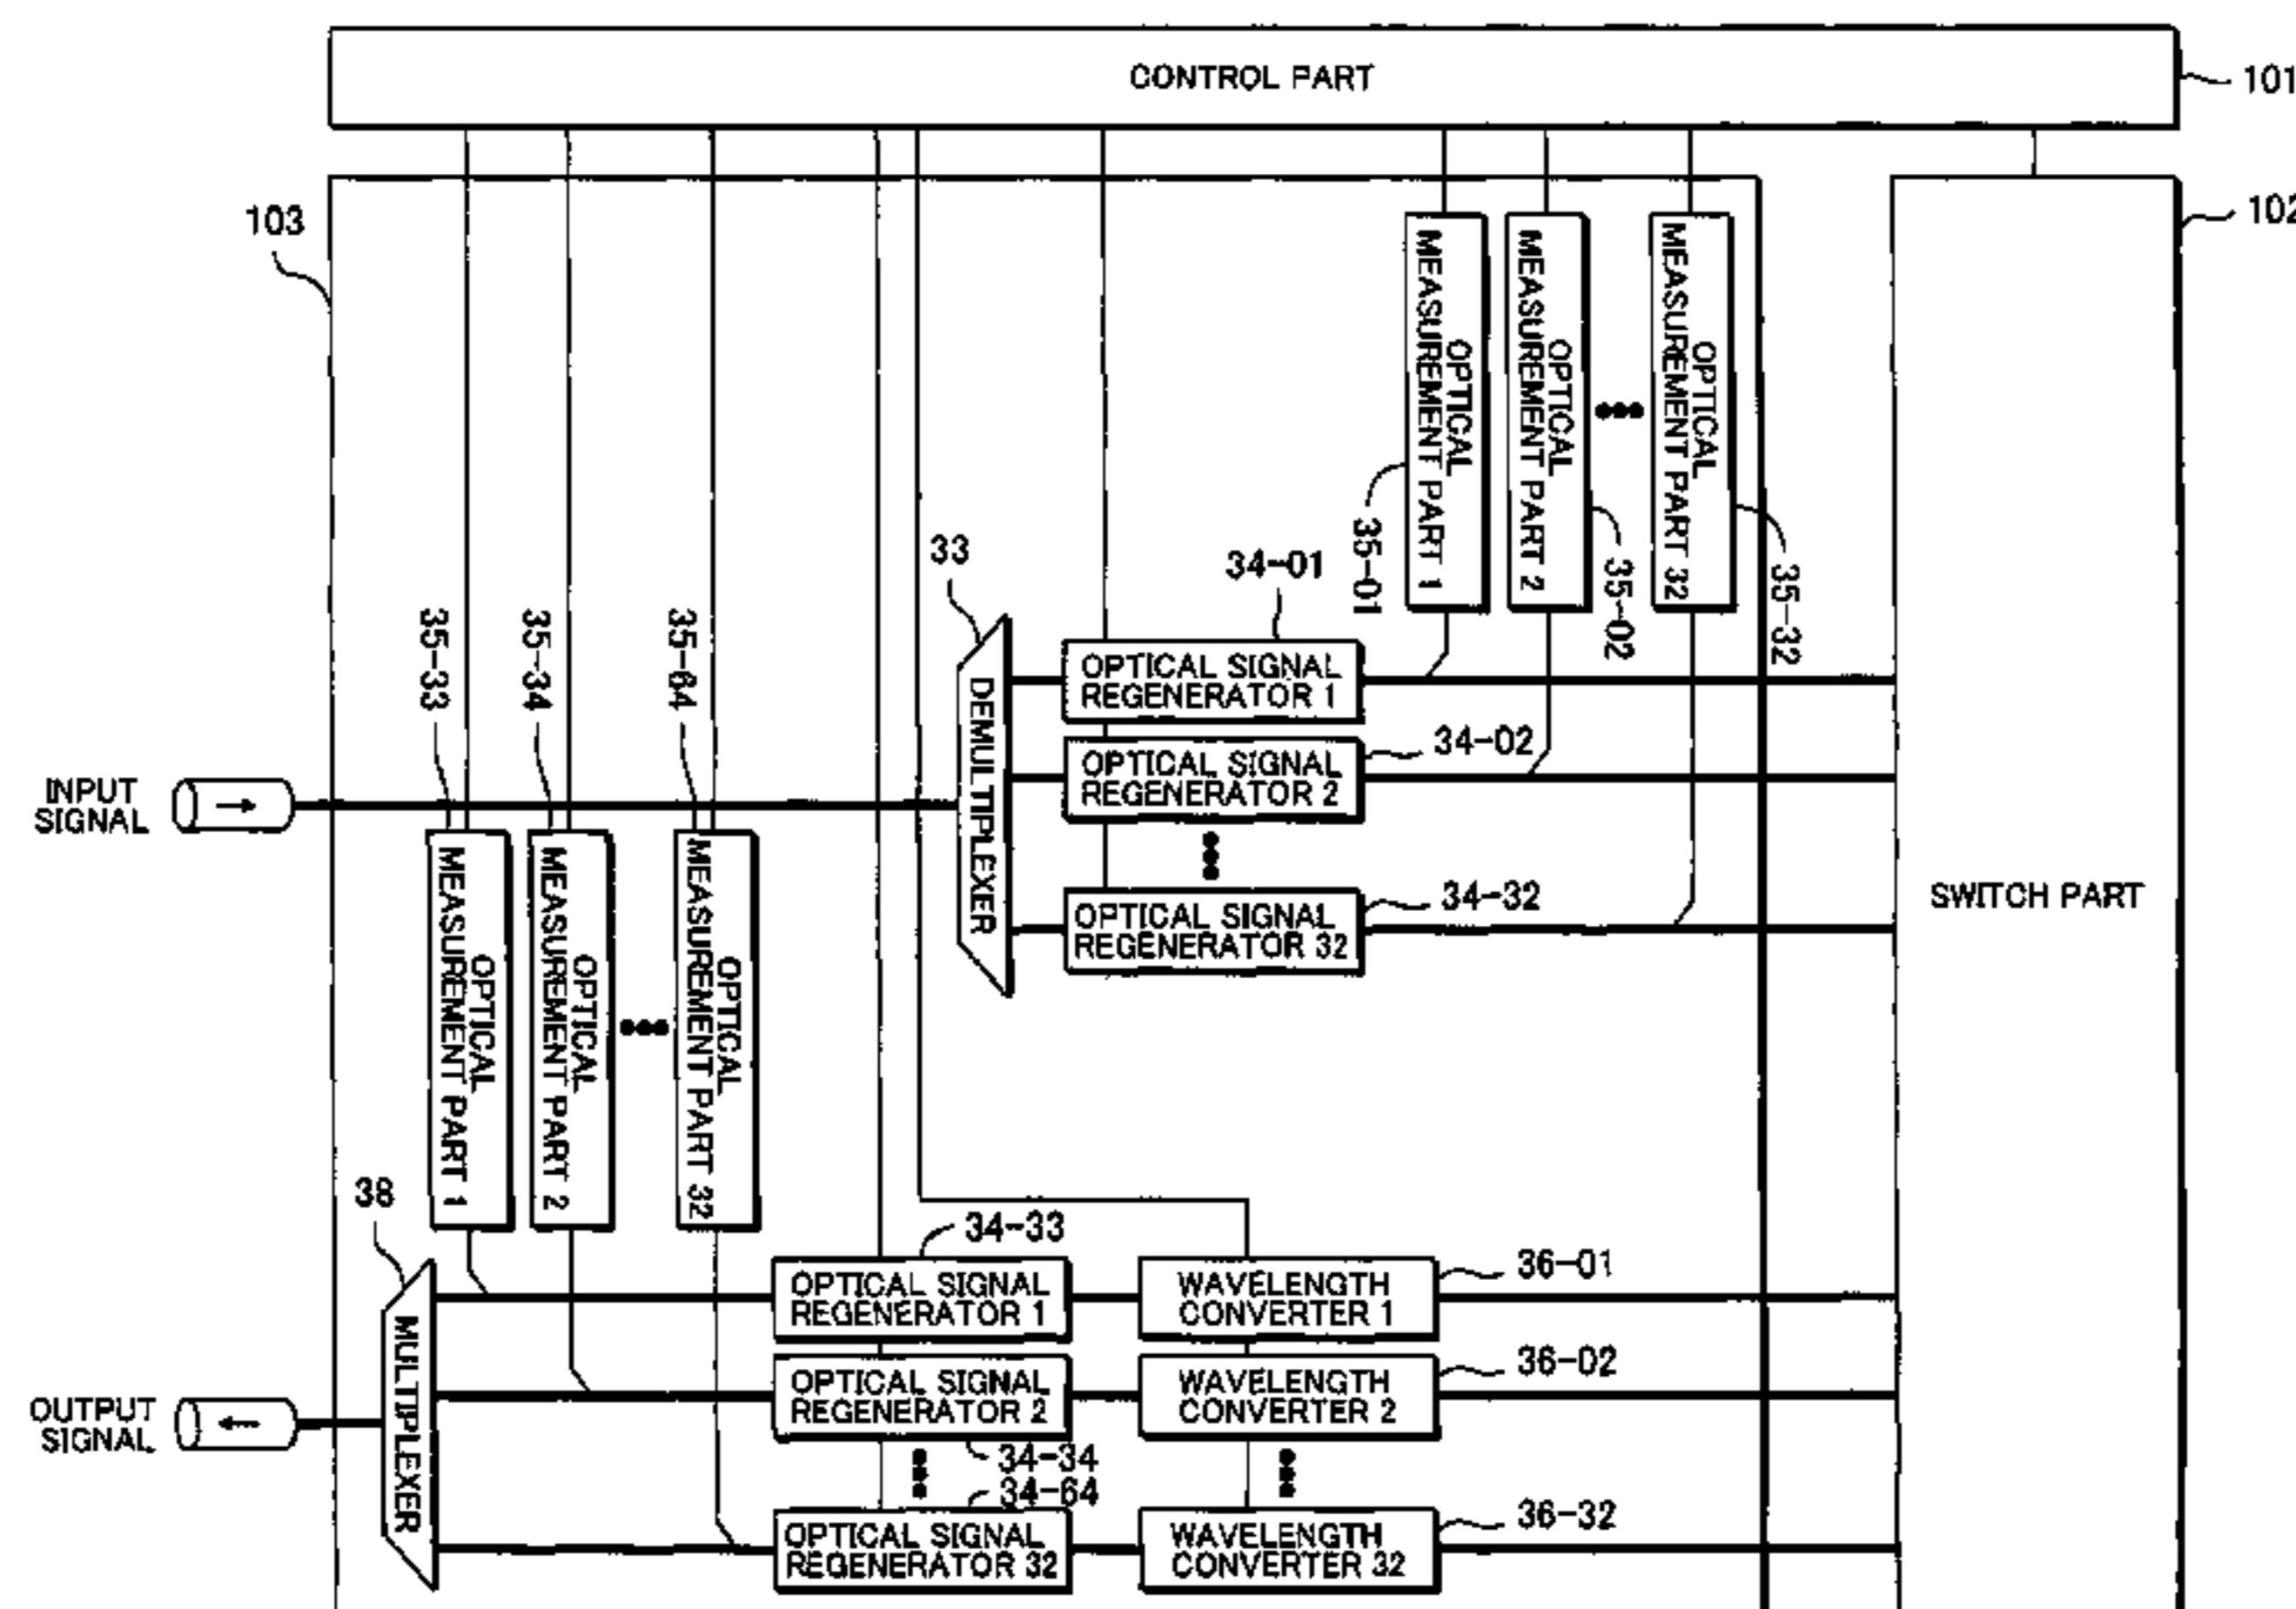 CONTROL PART
101
103
102
OPTICAL
MEASUREMENT PART 1
OPTICAL
MEASUREMENT PART 2
OPTICAL
MEASUREMENT PART 32
35-01
35-02
35-32
33
34-01
35-33
35-34
35-64
DEMULTIPLEXER
OPTICAL SIGNAL
REGENERATOR 1
OPTICAL SIGNAL
REGENERATOR 2
34-02
INPUT
SIGNAL
OPTICAL SIGNAL
REGENERATOR 32
34-32
SWITCH PART
OPTICAL
MEASUREMENT PART 1
OPTICAL
MEASUREMENT PART 2
OPTICAL
MEASUREMENT PART 32
38
34-33
MULTIPLEXER
OPTICAL SIGNAL
REGENERATOR 1
WAVELENGTH
CONVERTER 1
36-01
OPTICAL SIGNAL
REGENERATOR 2
WAVELENGTH
CONVERTER 2
36-02
OUTPUT
SIGNAL
34-34
34-64
OPTICAL SIGNAL
REGENERATOR 32
WAVELENGTH
CONVERTER 32
36-32